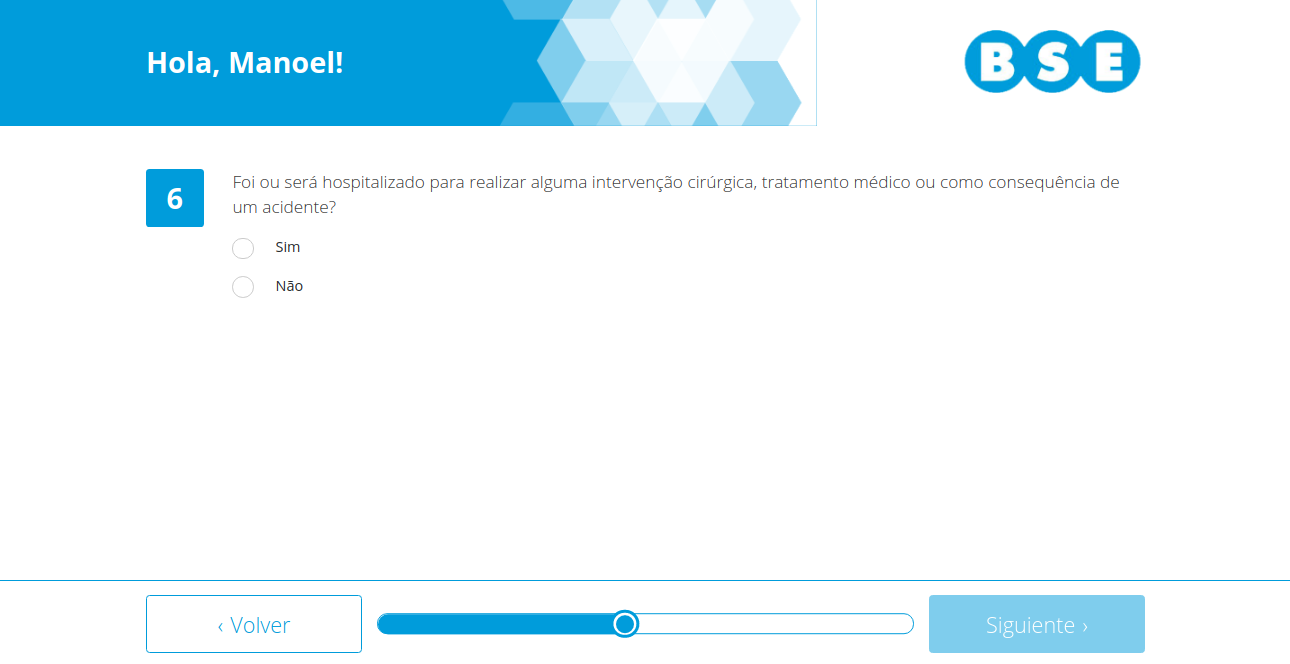 Hola, Manoel!
BSE
6
Foi ou será hospitalizado para realizar alguma intervenção cirúrgica, tratamento médico ou como consequência de
um acidente?
Sim
Não
‹ Volver
Siguiente ›